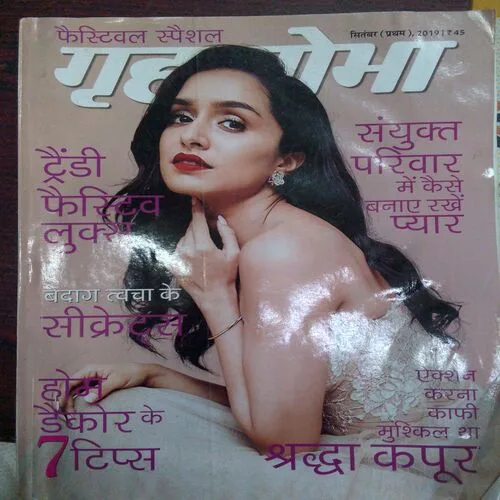 फैस्टिवल स्पैशल
सितंबर ( प्रथम ), 2019 | ₹ 45
गृहशोभा
ट्रैंडी
फैस्टिव
लुक्स
बेदाग त्वचा के
सीक्रेट्स
होम
डैकोर के
7 टिप्स
संयुक्त
परिवार
में कैसे
बनाए रखें
प्यार
एक्शन
करना
काफी
मुश्किल था
श्रद्धा कपूर